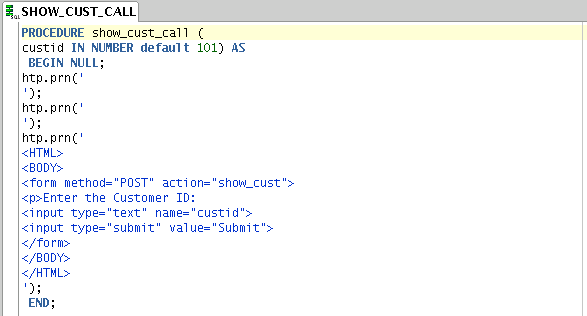 SHOW_CUST_CALL
PROCEDURE show_cust_call (
custid IN NUMBER default 101) AS
 BEGIN NULL;
htp.prn('
');
htp.prn('
');
htp.prn('
<HTML>
<BODY>
<form method="POST" action="show_cust">
<p>Enter the Customer ID:
<input type="text" name="custid">
<input type="submit" value="Submit">
</form>
</BODY>
</HTML>
');
 END;